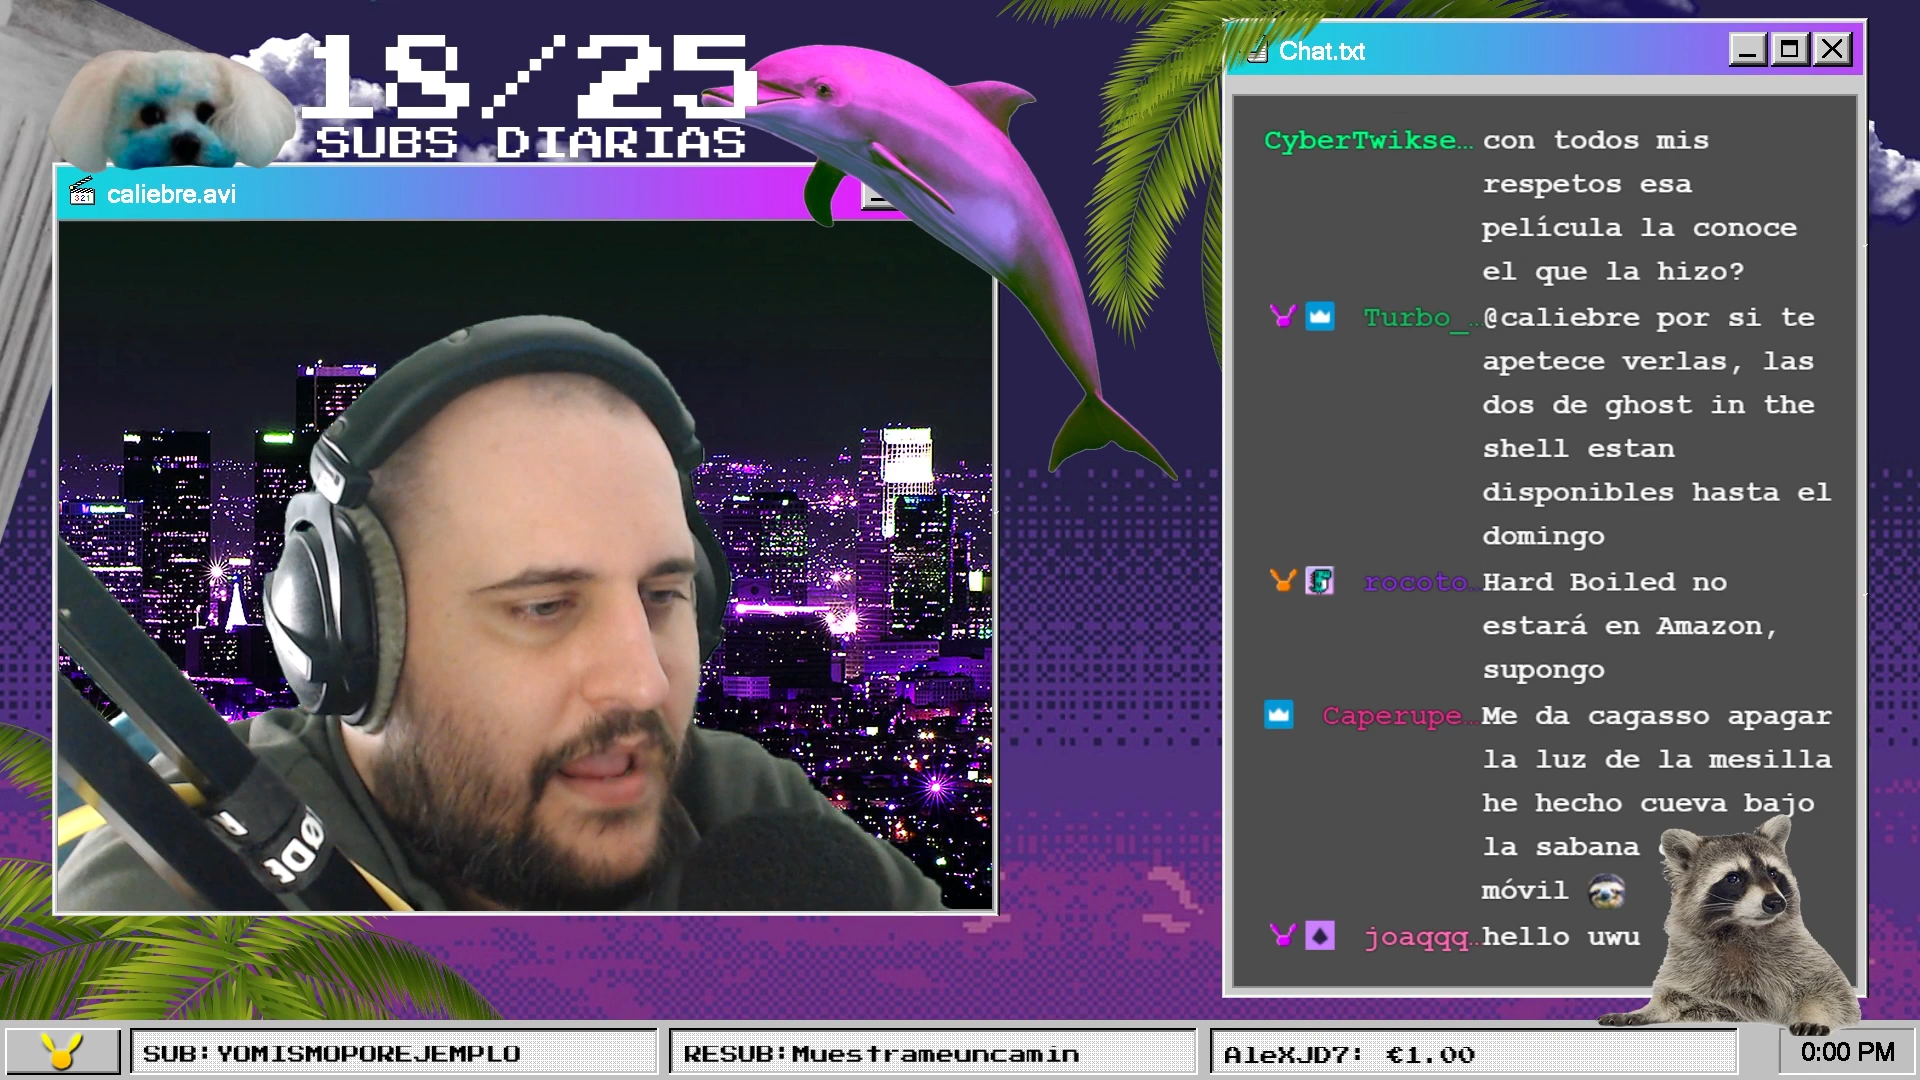 18/25
SUBS DIARIAS
caliebre.avi
Chat.txt
CyberTwikse… con todos mis
respetos esa
película la conoce
el que la hizo?
Turbo_… @caliebre por si te
apetece verlas, las
dos de ghost in the
shell estan
disponibles hasta el
domingo
rocoto… Hard Boiled no
estará en Amazon,
supongo
Caperupe… Me da cagasso apagar
la luz de la mesilla
he hecho cueva bajo
la sabana
móvil
joaqqq… hello uwu
RØDE
SUB:YOMISMOPOREJEMPLO
RESUB:Muestrameuncamin
AleXJD7: €1.00
0:00 PM